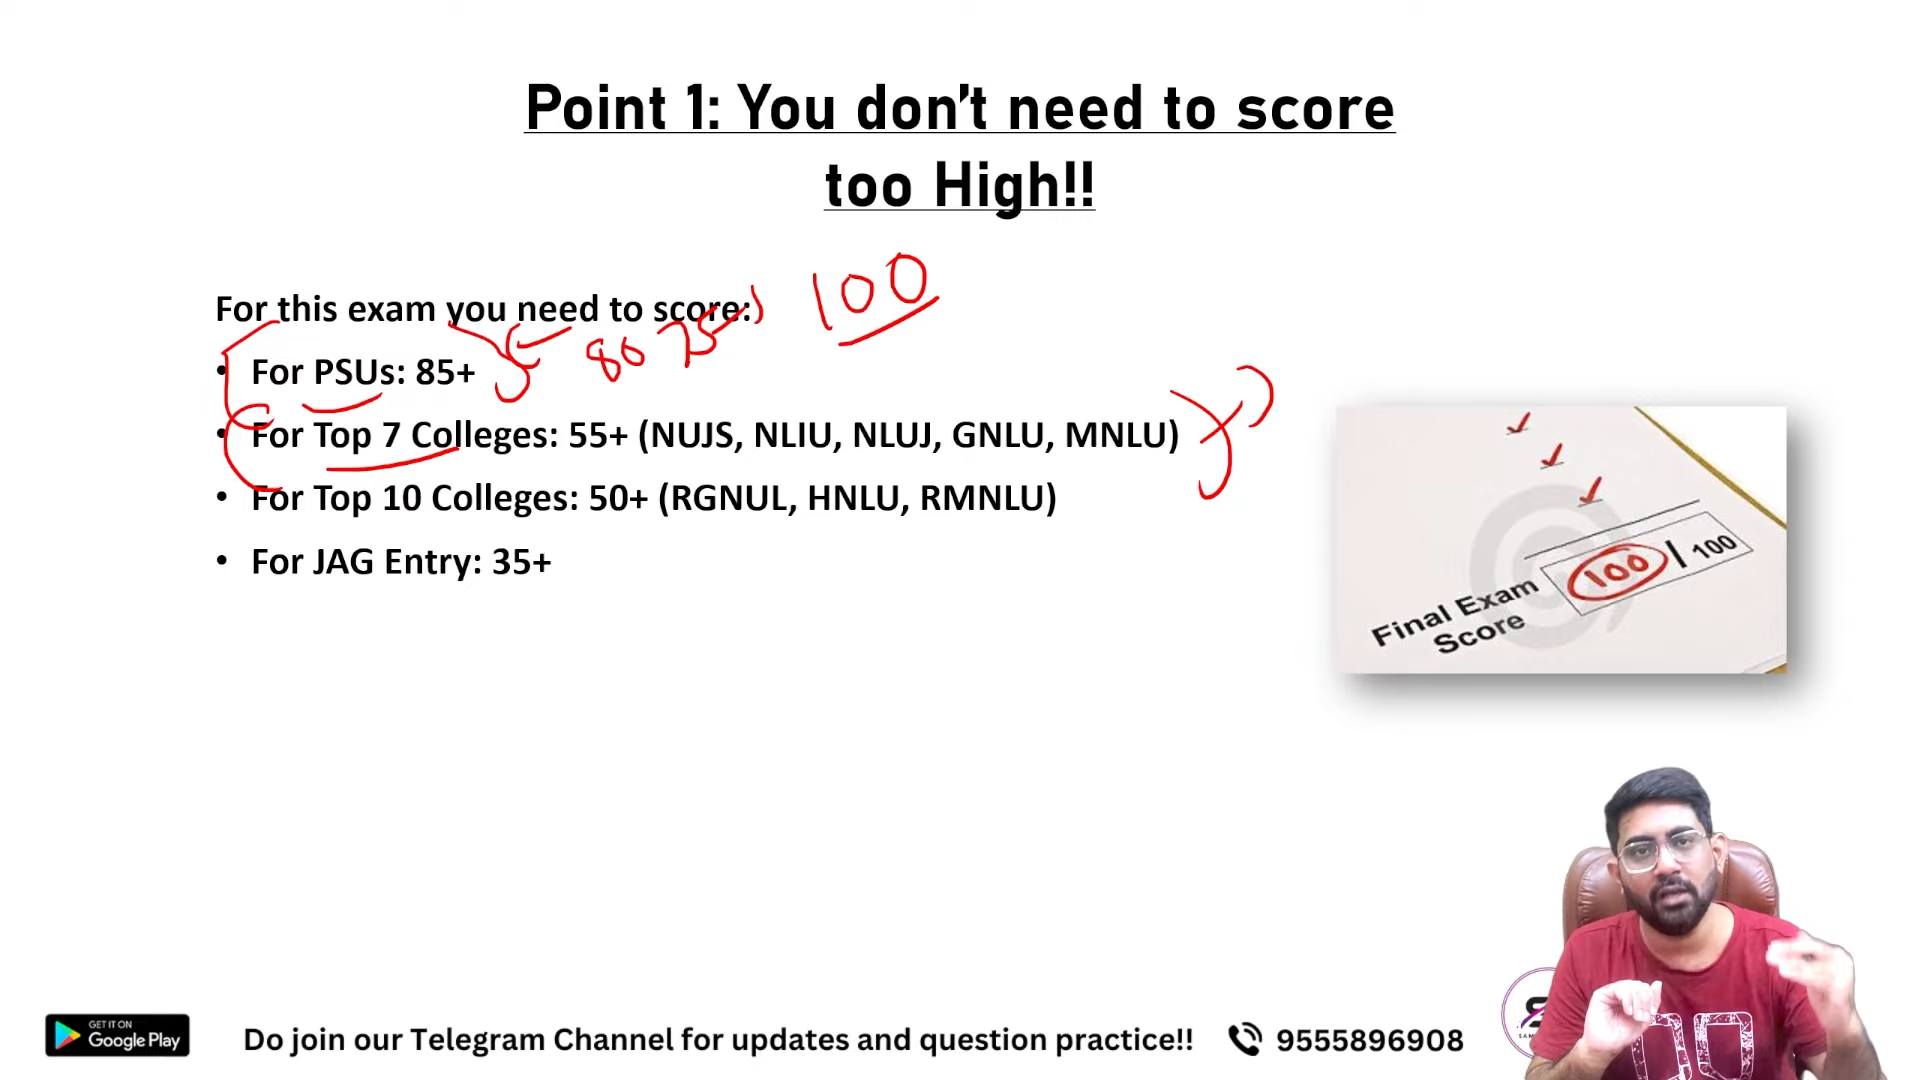 Point 1: You don't need to score
too High!!
100
For this exam you need to score:
80 75
• For PSUs: 85+
• For Top 7 Colleges: 55+ (NUJS, NLIU, NLUJ, GNLU, MNLU)
• For Top 10 Colleges: 50+ (RGNUL, HNLU, RMNLU)
• For JAG Entry: 35+
100 | 100
Final Exam
Score
GET IT ON
Google Play
Do join our Telegram Channel for updates and question practice!!
9555896908